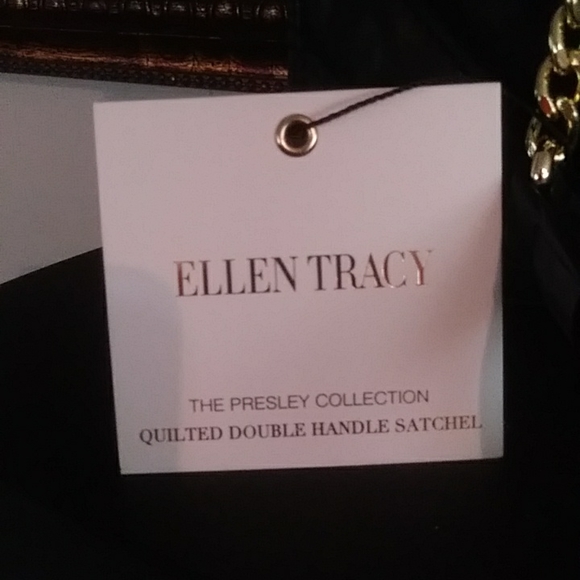 ELLEN TRACY
THE PRESLEY COLLECTION
QUILTED DOUBLE HANDLE SATCHEL